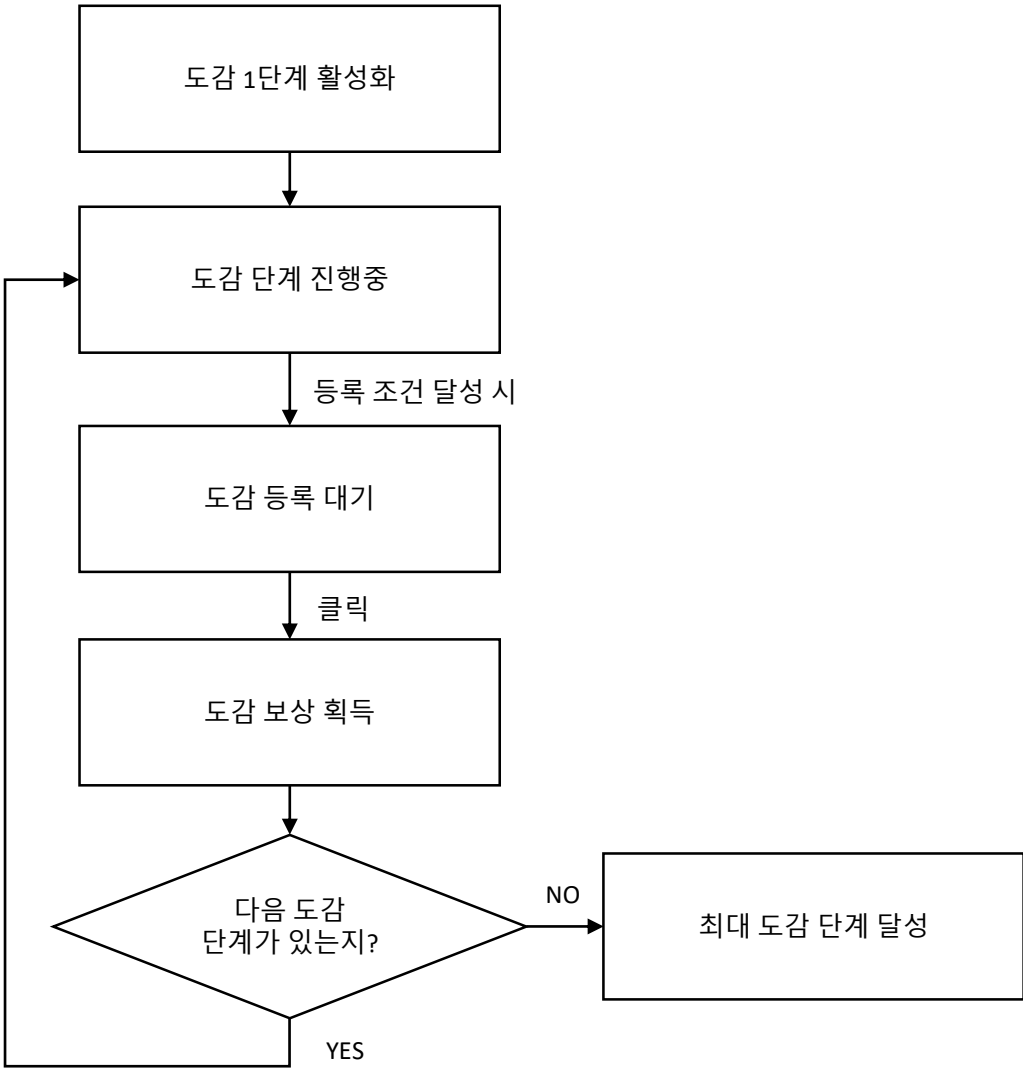 도감 1단계 활성화
도감 단계 진행중
등록 조건 달성 시
도감 등록 대기
클릭
도감 보상 획득
다음 도감
단계가 있는지?
NO
최대 도감 단계 달성
YES